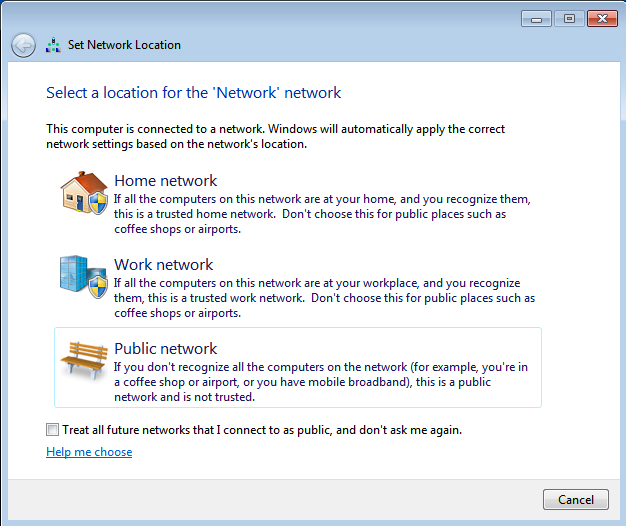 Set Network Location
Select a location for the 'Network' network
This computer is connected to a network. Windows will automatically apply the correct
network settings based on the network's location.
Home network
If all the computers on this network are at your home, and you recognize them,
this is a trusted home network.  Don't choose this for public places such as
coffee shops or airports.
Work network
If all the computers on this network are at your workplace, and you recognize
them, this is a trusted work network.  Don't choose this for public places such as
coffee shops or airports.
Public network
If you don't recognize all the computers on the network (for example, you're in
a coffee shop or airport, or you have mobile broadband), this is a public
network and is not trusted.
Treat all future networks that I connect to as public, and don't ask me again.
Help me choose
Cancel